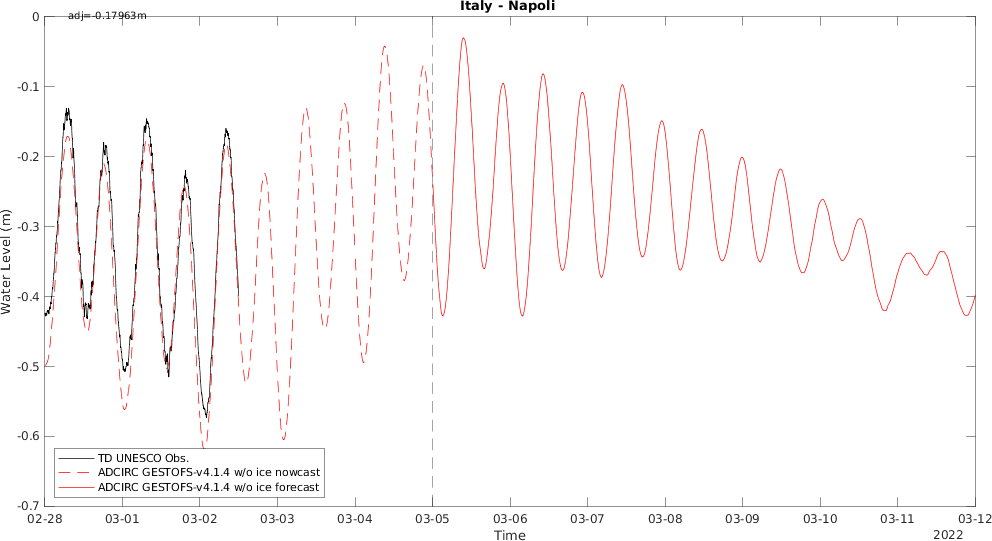 Italy - Napoli
adj=-0.17963m
0
-0.1
-0.2
-0.3
-0.4
-0.5
-0.6
-0.7
Water Level (m)
TD UNESCO Obs.
ADCIRC GESTOFS-v4.1.4 w/o ice nowcast
ADCIRC GESTOFS-v4.1.4 w/o ice forecast
02-28 03-01 03-02 03-03 03-04 03-05 03-06 03-07 03-08 03-09 03-10 03-11 03-12
Time
2022